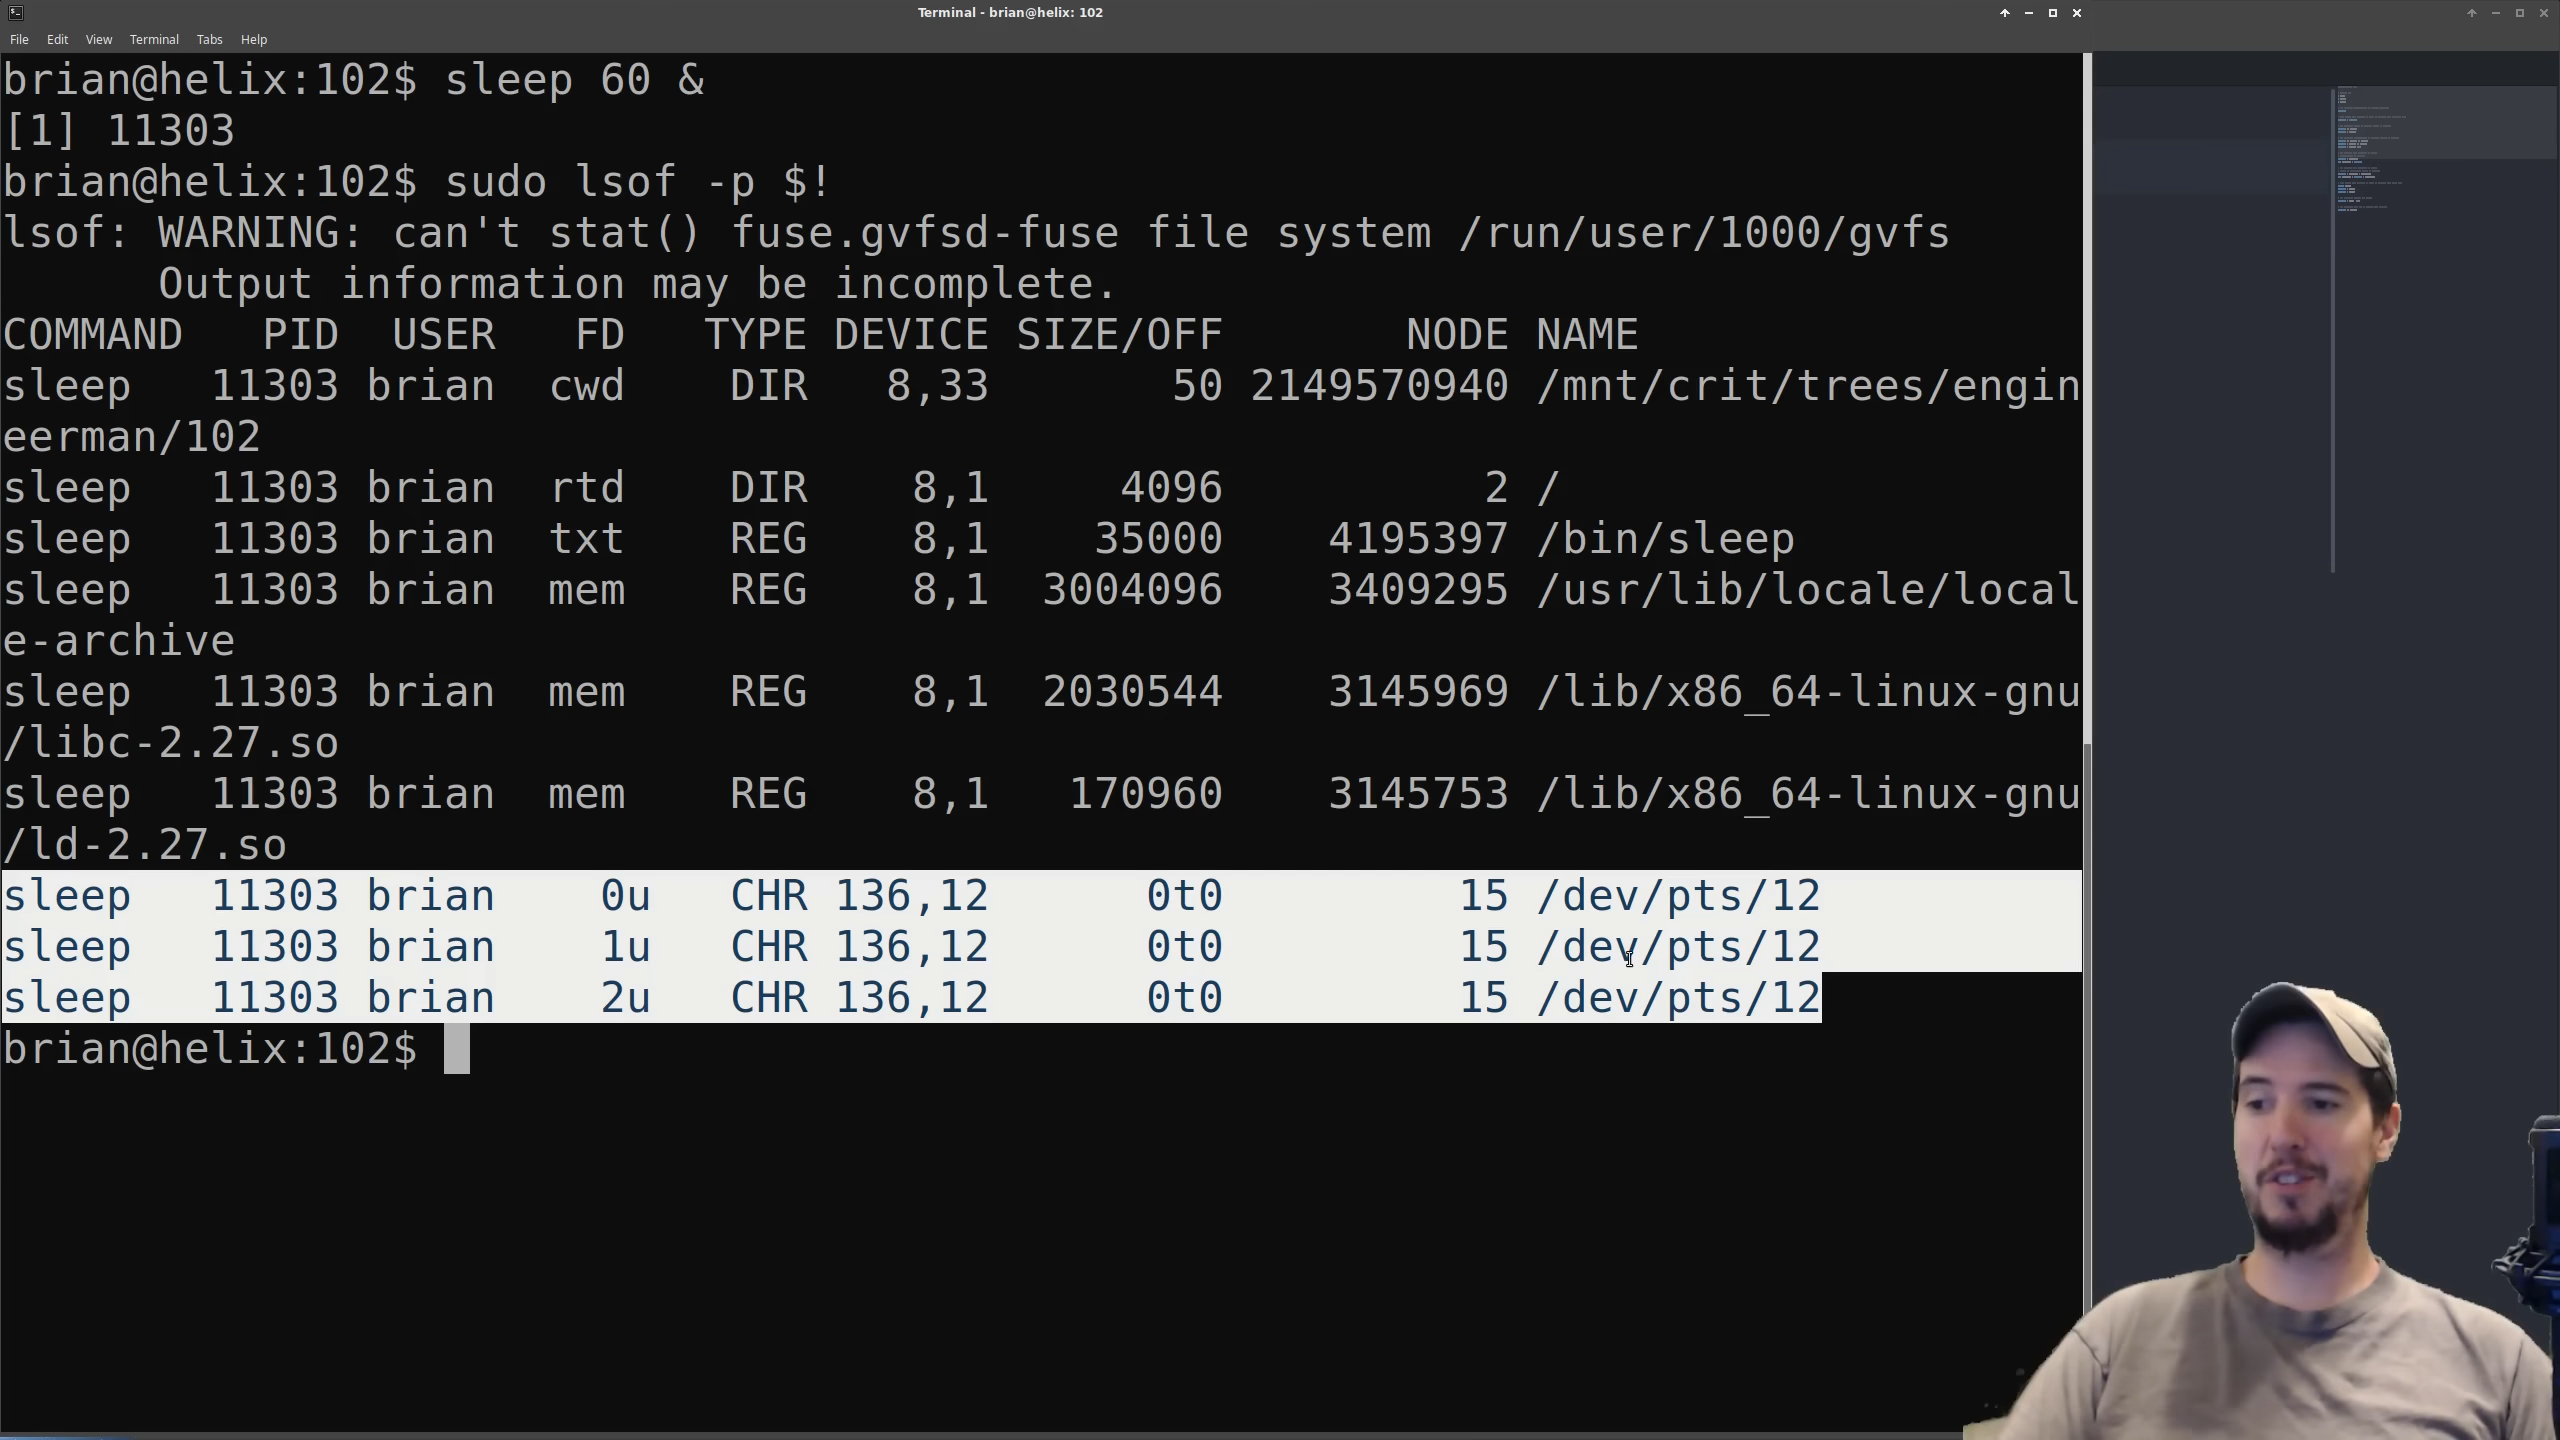 Terminal - brian@helix: 102
File Edit View Terminal Tabs Help
brian@helix:102$ sleep 60 &
[1] 11303
brian@helix:102$ sudo lsof -p $!
lsof: WARNING: can't stat() fuse.gvfsd-fuse file system /run/user/1000/gvfs
      Output information may be incomplete.
COMMAND   PID  USER   FD   TYPE DEVICE SIZE/OFF       NODE NAME
sleep   11303 brian  cwd    DIR   8,33       50 2149570940 /mnt/crit/trees/engin
eerman/102
sleep   11303 brian  rtd    DIR    8,1     4096          2 /
sleep   11303 brian  txt    REG    8,1    35000    4195397 /bin/sleep
sleep   11303 brian  mem    REG    8,1  3004096    3409295 /usr/lib/locale/local
e-archive
sleep   11303 brian  mem    REG    8,1  2030544    3145969 /lib/x86_64-linux-gnu
/libc-2.27.so
sleep   11303 brian  mem    REG    8,1   170960    3145753 /lib/x86_64-linux-gnu
/ld-2.27.so
sleep   11303 brian    0u   CHR 136,12      0t0         15 /dev/pts/12
sleep   11303 brian    1u   CHR 136,12      0t0         15 /dev/pts/12
sleep   11303 brian    2u   CHR 136,12      0t0         15 /dev/pts/12
brian@helix:102$